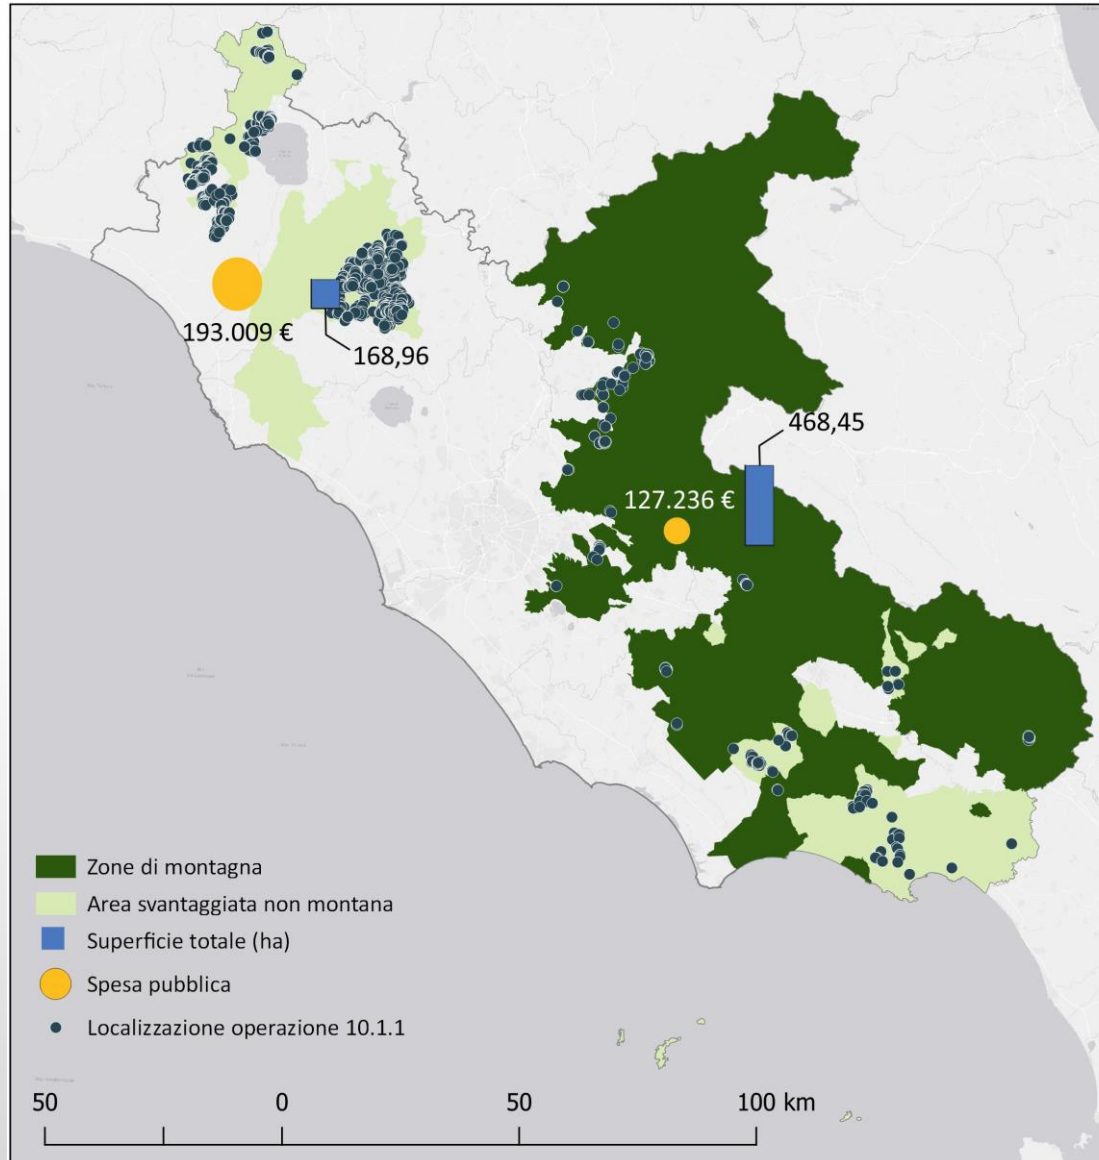 193.009 €
168,96
468,45
127.236 €
Zone di montagna
Area svantaggiata non montana
Superficie totale (ha)
Spesa pubblica
Localizzazione operazione 10.1.1
50 0 50 100 km